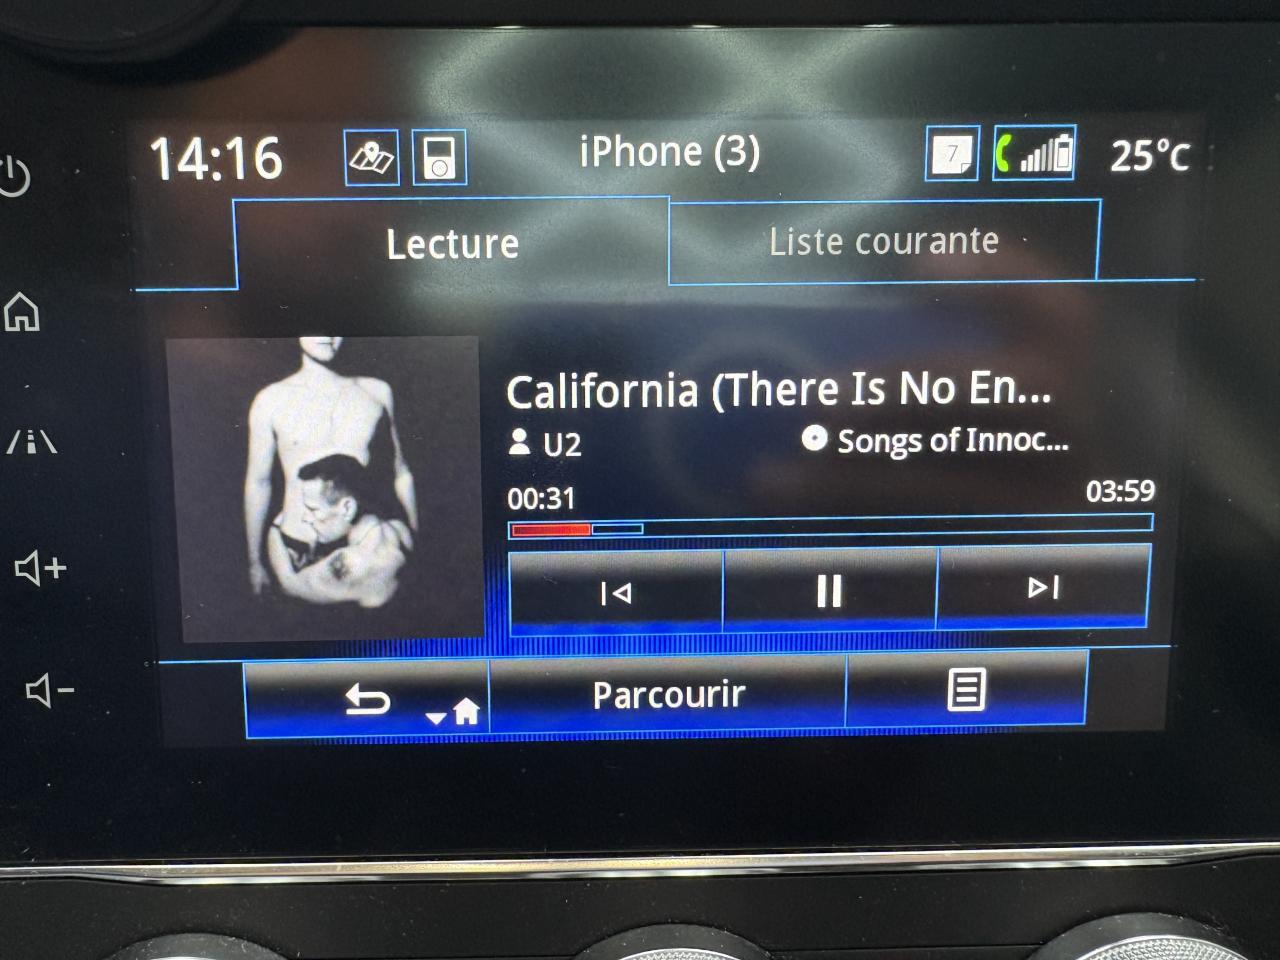 14:16
iPhone (3)
7
25°C
Lecture
Liste courante
California (There Is No En...
U2
Songs of Innoc...
00:31
03:59
Parcourir